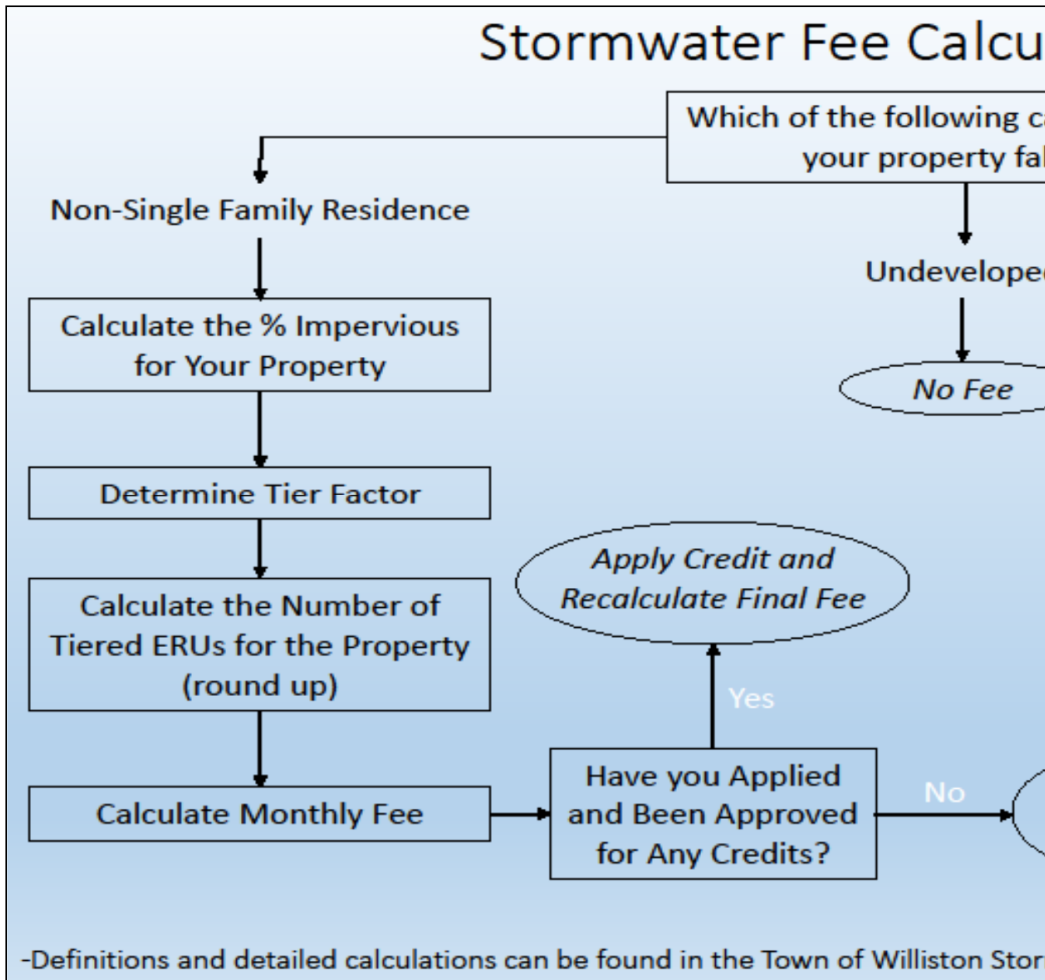 Stormwater Fee Calcu
Which of the following ca
your property fal
Non-Single Family Residence
Undeveloped
Calculate the % Impervious
for Your Property
No Fee
Determine Tier Factor
Apply Credit and
Recalculate Final Fee
Calculate the Number of
Tiered ERUs for the Property
(round up)
Yes
Have you Applied
and Been Approved
for Any Credits?
Calculate Monthly Fee
No
-Definitions and detailed calculations can be found in the Town of Williston Stor